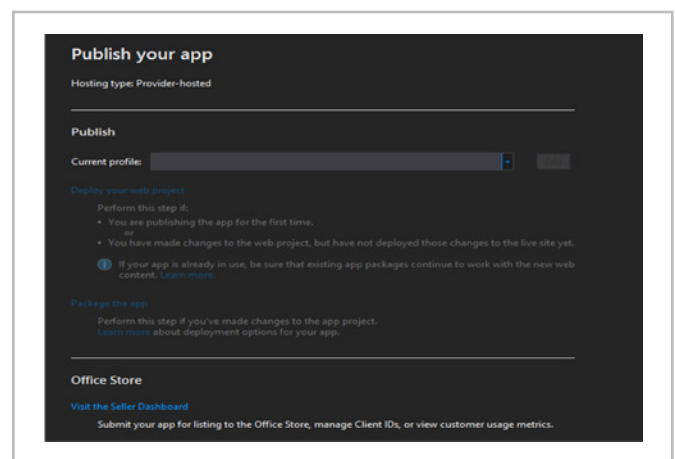 Publish your app
Hosting type: Provider-hosted
Publish
Current profile:
Deploy your web project
Perform this step if:
• You are publishing the app for the first time.
or
• You have made changes to the web project, but have not deployed those changes to the live site yet.
If your app is already in use, be sure that existing app packages continue to work with the new web
content. Learn more.
Package the app
Perform this step if you've made changes to the app project.
Learn more about deployment options for your app.
Office Store
Visit the Seller Dashboard
Submit your app for listing to the Office Store, manage Client IDs, or view customer usage metrics.